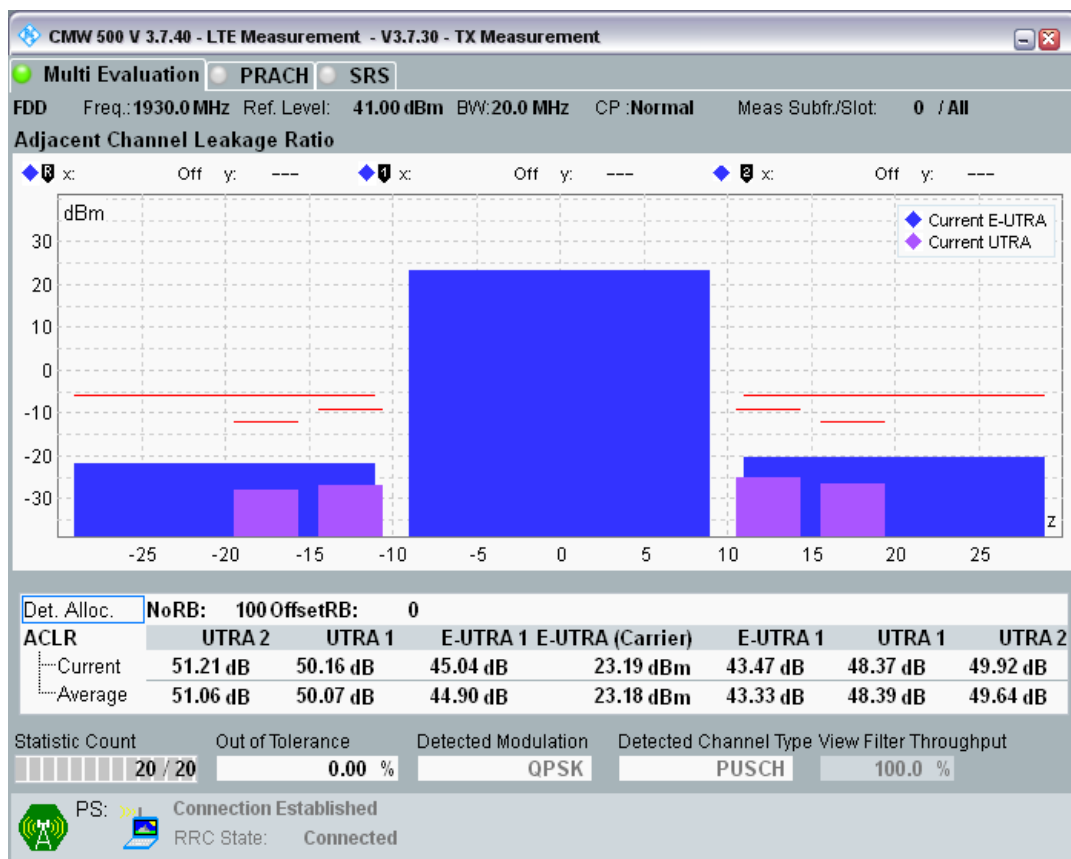 CMW 500 V 3.7.40 - LTE Measurement - V3.7.30 - TX Measurement
Multi Evaluation PRACH SRS
FDD Freq.:1930.0 MHz Ref. Level: 41.00 dBm BW:20.0 MHz CP :Normal Meas Subfr./Slot: 0 / All
Adjacent Channel Leakage Ratio
R x: Off y: --- 1 x: Off y: --- 2 x: Off y: ---
dBm
Current E-UTRA
Current UTRA
30
20
10
0
-10
-20
-30
z
-25 -20 -15 -10 -5 0 5 10 15 20 25
Det. Alloc. NoRB: 100 OffsetRB: 0
ACLR UTRA 2 UTRA 1 E-UTRA 1 E-UTRA (Carrier) E-UTRA 1 UTRA 1 UTRA 2
Current 51.21 dB 50.16 dB 45.04 dB 23.19 dBm 43.47 dB 48.37 dB 49.92 dB
Average 51.06 dB 50.07 dB 44.90 dB 23.18 dBm 43.33 dB 48.39 dB 49.64 dB
Statistic Count Out of Tolerance Detected Modulation Detected Channel Type View Filter Throughput
20 / 20 0.00 % QPSK PUSCH 100.0 %
PS: Connection Established
RRC State: Connected